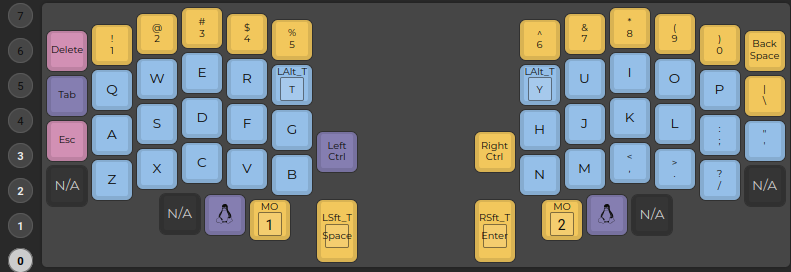 7
6
5
4
3
2
1
0
Delete
!
1
@
2
#
3
$
4
%
5
^
6
&
7
*
8
(
9
)
0
Back
Space
Tab
Q
W
E
R
LAlt_T
T
LAlt_T
Y
U
I
O
P
|
\
Esc
A
S
D
F
G
Left
Ctrl
Right
Ctrl
H
J
K
L
:
;
"
'
N/A
Z
X
C
V
B
N
M
<
,
>
.
?
/
N/A
N/A
MO
1
LSft_T
Space
RSft_T
Enter
MO
2
N/A